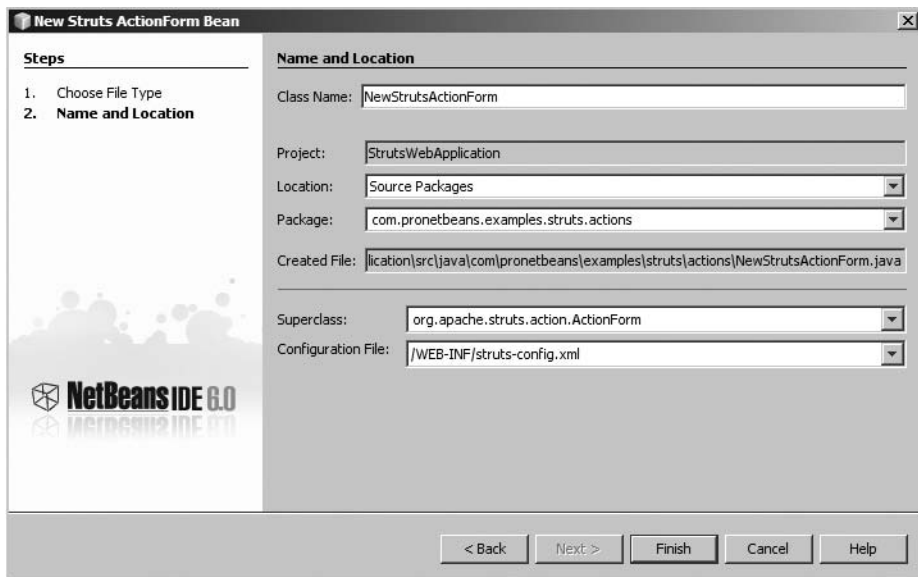 New Struts ActionForm Bean
Steps
1. Choose File Type
2. Name and Location
NetBeans IDE 6.0
Name and Location
Class Name: NewStrutsActionForm
Project: StrutsWebApplication
Location: Source Packages
Package: com.pronetbeans.examples.struts.actions
Created File: lication\src\java\com\pronetbeans\examples\struts\actions\NewStrutsActionForm.java
Superclass: org.apache.struts.action.ActionForm
Configuration File: /WEB-INF/struts-config.xml
< Back Next > Finish Cancel Help